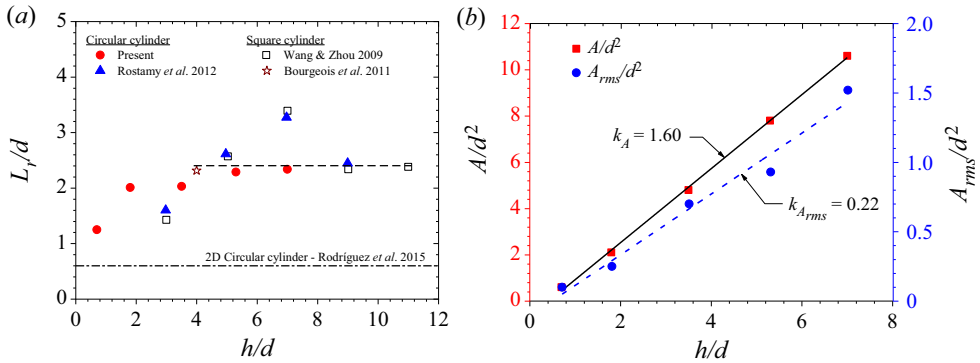 (a)
5
4
3
2
1
0
L_r/d
Circular cylinder
Present
Rostamy et al. 2012
Square cylinder
Wang & Zhou 2009
Bourgeois et al. 2011
2D Circular cylinder - Rodríguez et al. 2015
0 2 4 6 8 10 12
h/d
(b)
12
10
8
6
4
2
0
A/d²
A/d²
A_rms/d²
k_A = 1.60
k_{A_rms} = 0.22
2.0
1.5
1.0
0.5
0
A_rms/d²
0 2 4 6 8
h/d